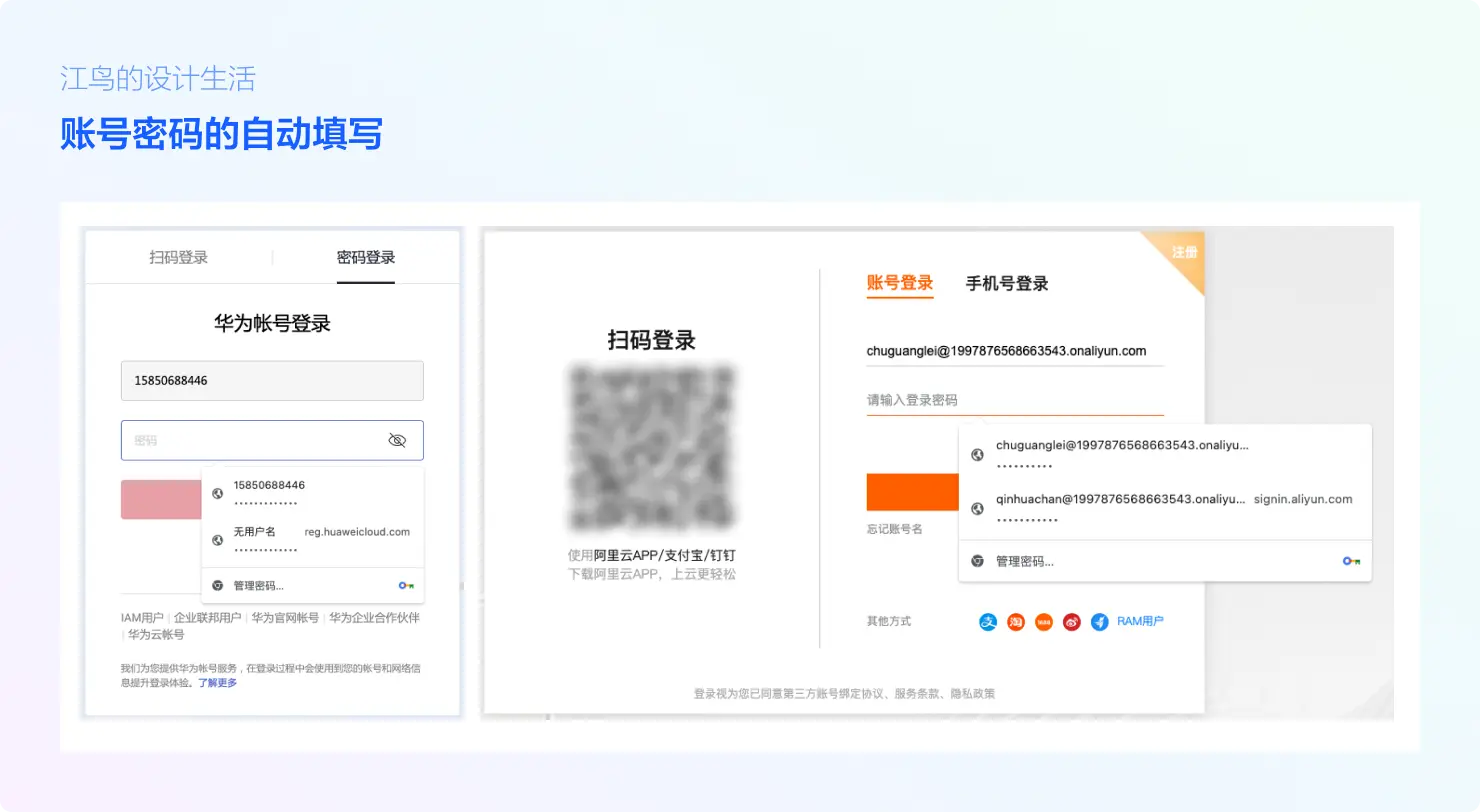 江鸟的设计生活
账号密码的自动填写
扫码登录
密码登录
华为帐号登录
15850688446
密码
15850688446
••••••••••••
无用户名 reg.huaweicloud.com
••••••••••••
管理密码...
IAM用户 | 企业联邦用户 | 华为官网帐号 | 华为企业合作伙伴
| 华为云帐号
我们为您提供华为帐号服务，在登录过程中会使用到您的帐号和网络信
息提升登录体验。了解更多
扫码登录
使用阿里云APP/支付宝/钉钉
下载阿里云APP，上云更轻松
注册
账号登录 手机号登录
chuguanglei@1997876568663543.onaliyun.com
请输入登录密码
chuguanglei@1997876568663543.onaliyu...
••••••••••
qinhuachan@1997876568663543.onaliyu... signin.aliyun.com
•••••••••••
管理密码...
忘记账号名
其他方式
支
淘
1688
RAM用户
登录视为您已同意第三方账号绑定协议、服务条款、隐私政策